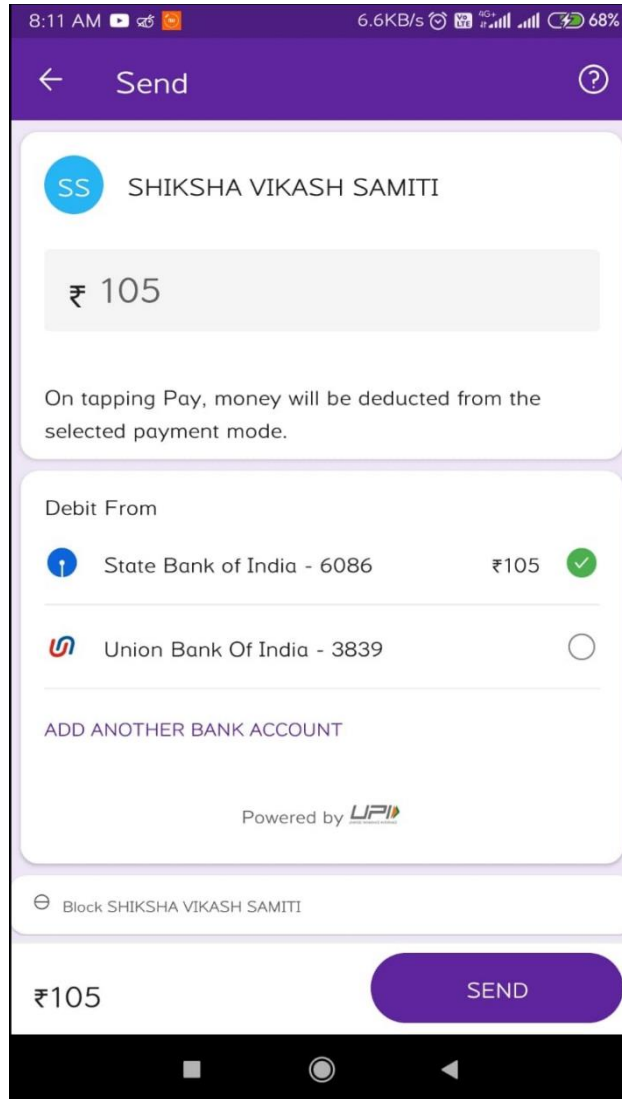 8:11 AM 6.6KB/s 4G+ 68%
Send
SS SHIKSHA VIKASH SAMITI
₹ 105
On tapping Pay, money will be deducted from the
selected payment mode.
Debit From
State Bank of India - 6086 ₹105
Union Bank Of India - 3839
ADD ANOTHER BANK ACCOUNT
Powered by UPI
Block SHIKSHA VIKASH SAMITI
₹105 SEND